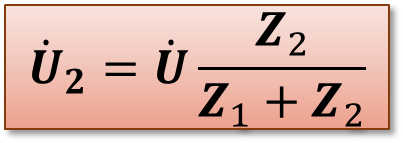 U̇₂ = U̇ Z₂ / (Z₁ + Z₂)